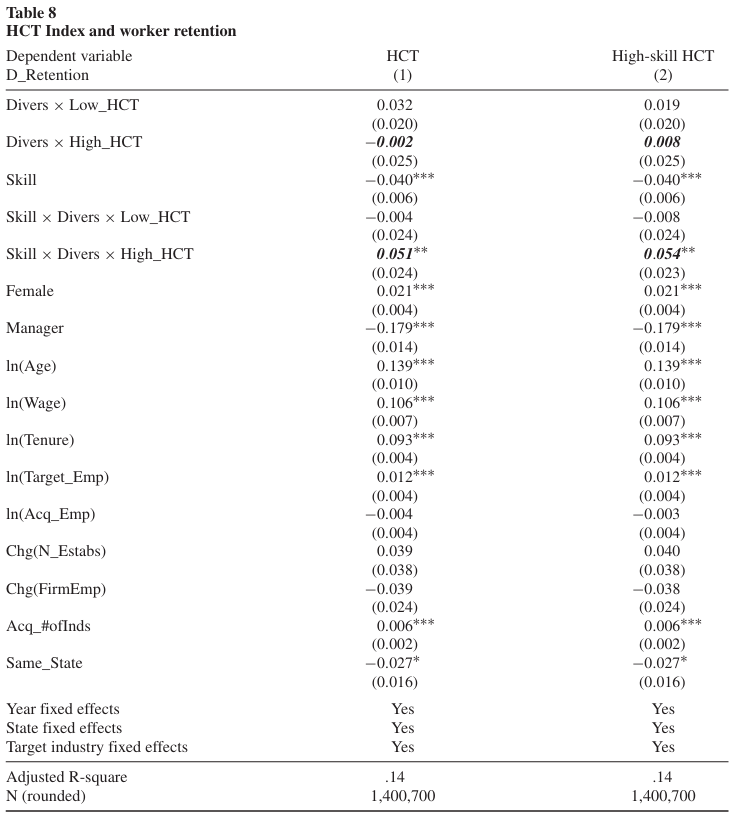 Table 8
HCT Index and worker retention
Dependent variable HCT High-skill HCT
D_Retention (1) (2)
Divers × Low_HCT 0.032 0.019
(0.020) (0.020)
Divers × High_HCT −0.002 0.008
(0.025) (0.025)
Skill −0.040*** −0.040***
(0.006) (0.006)
Skill × Divers × Low_HCT −0.004 −0.008
(0.024) (0.024)
Skill × Divers × High_HCT 0.051** 0.054**
(0.024) (0.023)
Female 0.021*** 0.021***
(0.004) (0.004)
Manager −0.179*** −0.179***
(0.014) (0.014)
ln(Age) 0.139*** 0.139***
(0.010) (0.010)
ln(Wage) 0.106*** 0.106***
(0.007) (0.007)
ln(Tenure) 0.093*** 0.093***
(0.004) (0.004)
ln(Target_Emp) 0.012*** 0.012***
(0.004) (0.004)
ln(Acq_Emp) −0.004 −0.003
(0.004) (0.004)
Chg(N_Estabs) 0.039 0.040
(0.038) (0.038)
Chg(FirmEmp) −0.039 −0.038
(0.024) (0.024)
Acq_#ofInds 0.006*** 0.006***
(0.002) (0.002)
Same_State −0.027* −0.027*
(0.016) (0.016)
Year fixed effects Yes Yes
State fixed effects Yes Yes
Target industry fixed effects Yes Yes
Adjusted R-square .14 .14
N (rounded) 1,400,700 1,400,700